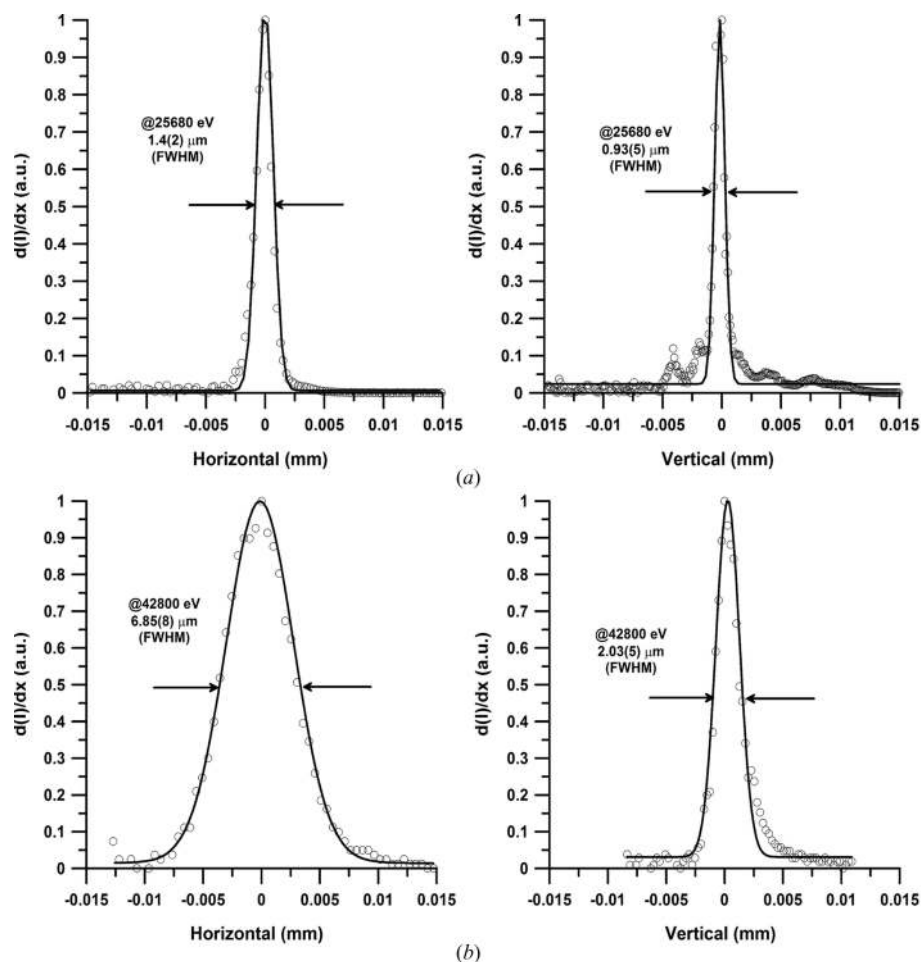 1
0.9
0.8
0.7
0.6
0.5
0.4
0.3
0.2
0.1
0
d(I)/dx (a.u.)
@25680 eV
1.4(2) μm
(FWHM)
-0.015 -0.01 -0.005 0 0.005 0.01 0.015
Horizontal (mm)
1
0.9
0.8
0.7
0.6
0.5
0.4
0.3
0.2
0.1
0
d(I)/dx (a.u.)
@25680 eV
0.93(5) μm
(FWHM)
-0.015 -0.01 -0.005 0 0.005 0.01 0.015
Vertical (mm)
(a)
1
0.9
0.8
0.7
0.6
0.5
0.4
0.3
0.2
0.1
0
d(I)/dx (a.u.)
@42800 eV
6.85(8) μm
(FWHM)
-0.015 -0.01 -0.005 0 0.005 0.01 0.015
Horizontal (mm)
1
0.9
0.8
0.7
0.6
0.5
0.4
0.3
0.2
0.1
0
d(I)/dx (a.u.)
@42800 eV
2.03(5) μm
(FWHM)
-0.015 -0.01 -0.005 0 0.005 0.01 0.015
Vertical (mm)
(b)